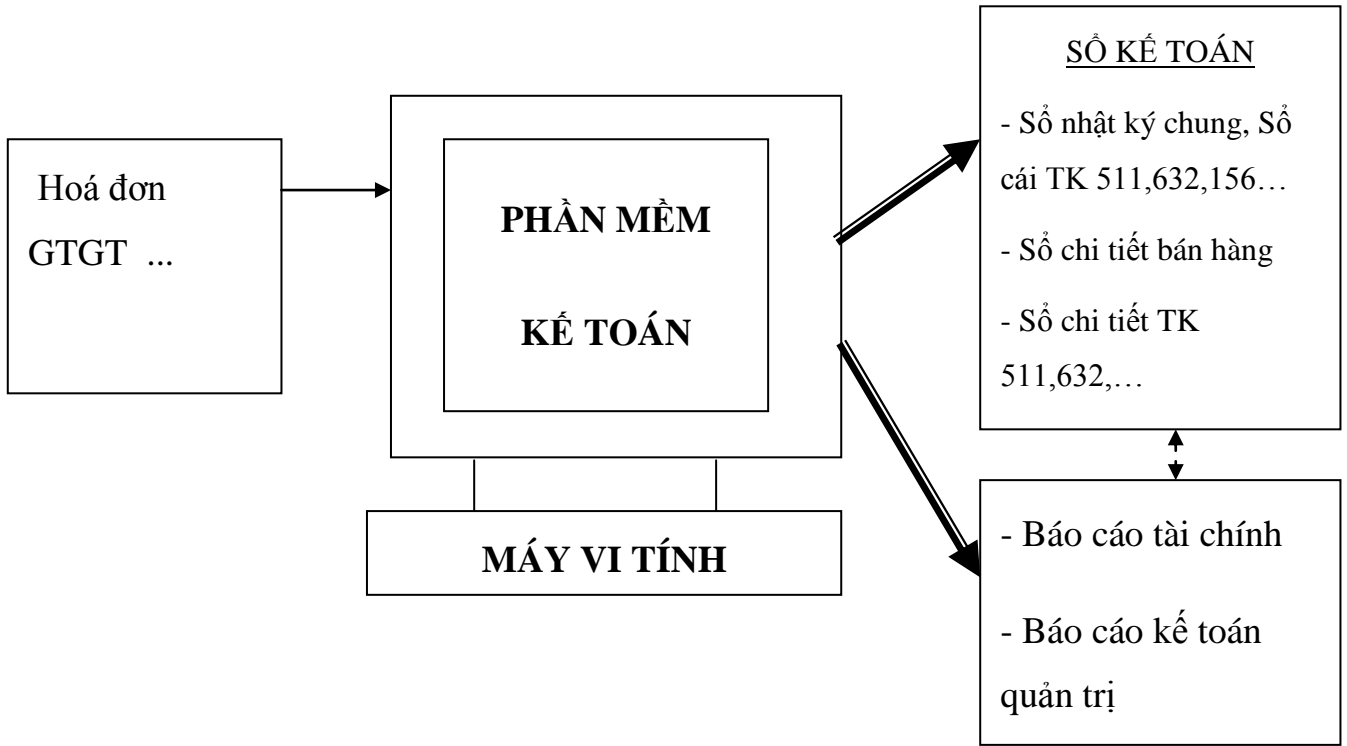 Hoá đơn
GTGT ...
PHẦN MỀM
KẾ TOÁN
MÁY VI TÍNH
SỔ KẾ TOÁN
- Sổ nhật ký chung, Sổ
cái TK 511,632,156…
- Sổ chi tiết bán hàng
- Sổ chi tiết TK
511,632,…
- Báo cáo tài chính
- Báo cáo kế toán
quản trị